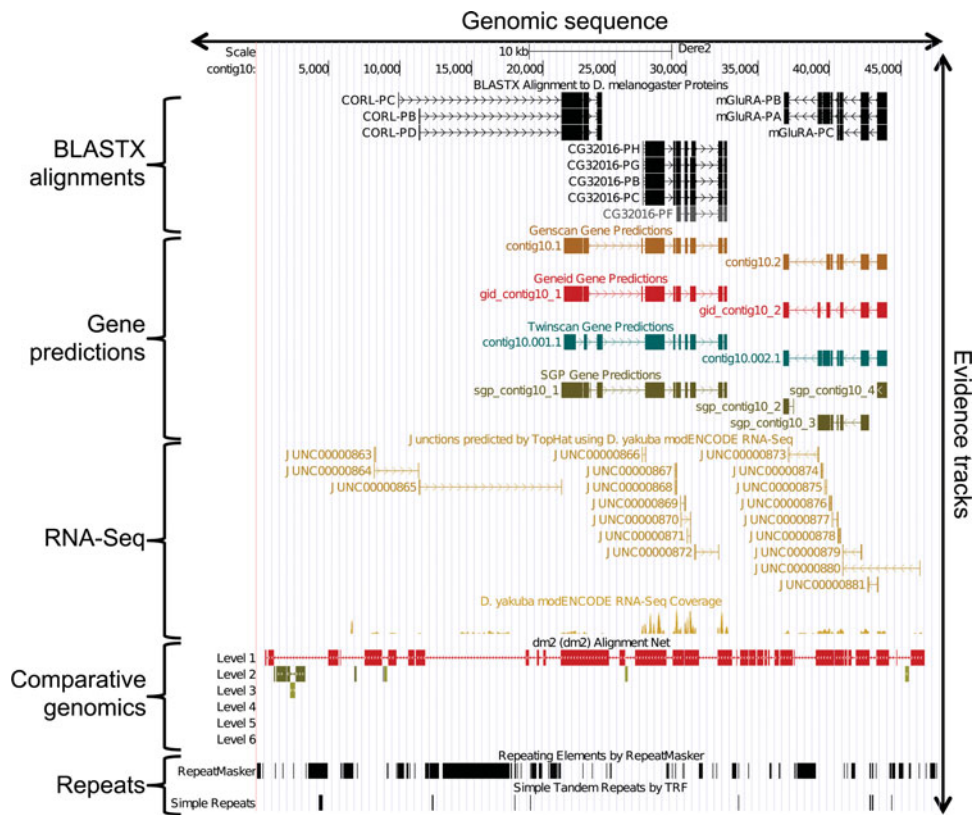 Genomic sequence
Scale 10 kb Dere2
contig10: 5,000 10,000 15,000 20,000 25,000 30,000 35,000 40,000 45,000
BLASTX Alignment to D. melanogaster Proteins
BLASTX alignments
CORL-PC mGluRA-PB
CORL-PB mGluRA-PA
CORL-PD mGluRA-PC
CG32016-PH
CG32016-PG
CG32016-PB
CG32016-PC
CG32016-PF
Gene predictions
Genscan Gene Predictions
contig10.1 contig10.2
Geneid Gene Predictions
gid_contig10_1 gid_contig10_2
Twinscan Gene Predictions
contig10.001.1 contig10.002.1
SGP Gene Predictions
sgp_contig10_1 sgp_contig10_4
sgp_contig10_2
sgp_contig10_3
Evidence tracks
RNA-Seq
Junctions predicted by TopHat using D. yakuba modENCODE RNA-Seq
JUNC00000863 JUNC00000866 JUNC00000873
JUNC00000864 JUNC00000867 JUNC00000874
JUNC00000865 JUNC00000868 JUNC00000875
JUNC00000869 JUNC00000876
JUNC00000870 JUNC00000877
JUNC00000871 JUNC00000878
JUNC00000872 JUNC00000879
JUNC00000880
JUNC00000881
D. yakuba modENCODE RNA-Seq Coverage
Comparative genomics
dm2 (dm2) Alignment Net
Level 1
Level 2
Level 3
Level 4
Level 5
Level 6
Repeats
Repeating Elements by RepeatMasker
RepeatMasker
Simple Tandem Repeats by TRF
Simple Repeats